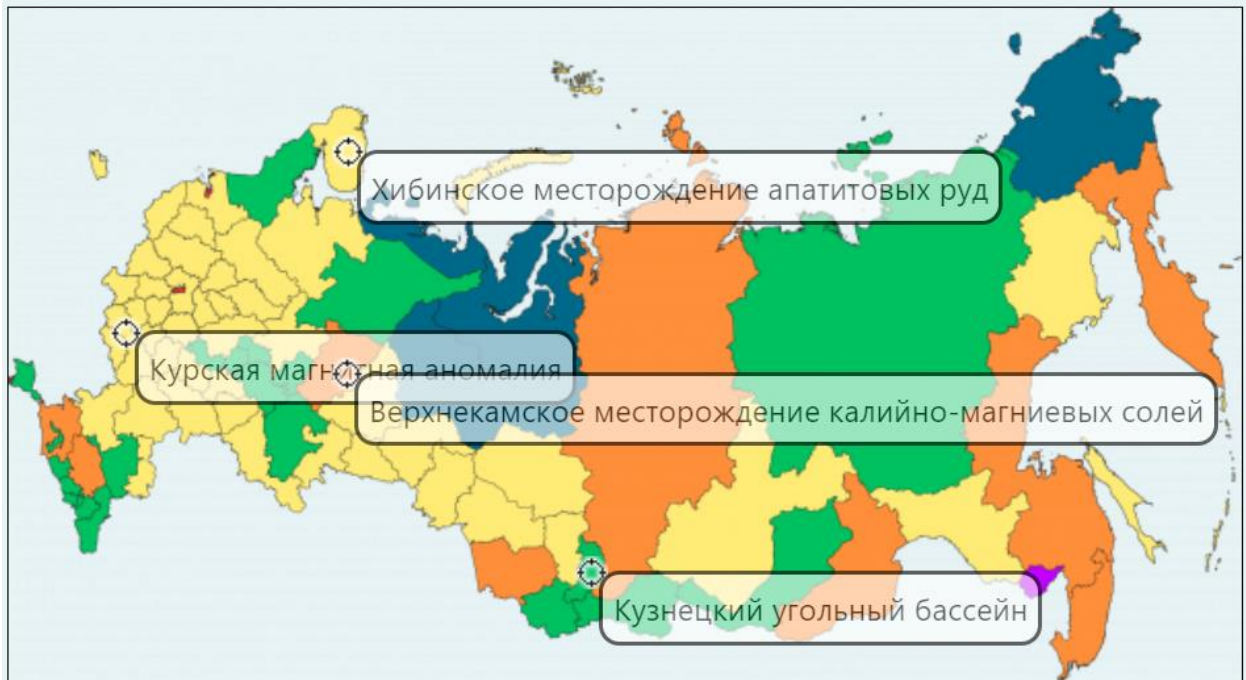 Хибинское месторождение апатитовых руд
Курская магнитная аномалия
Верхнекамское месторождение калийно-магниевых солей
Кузнецкий угольный бассейн